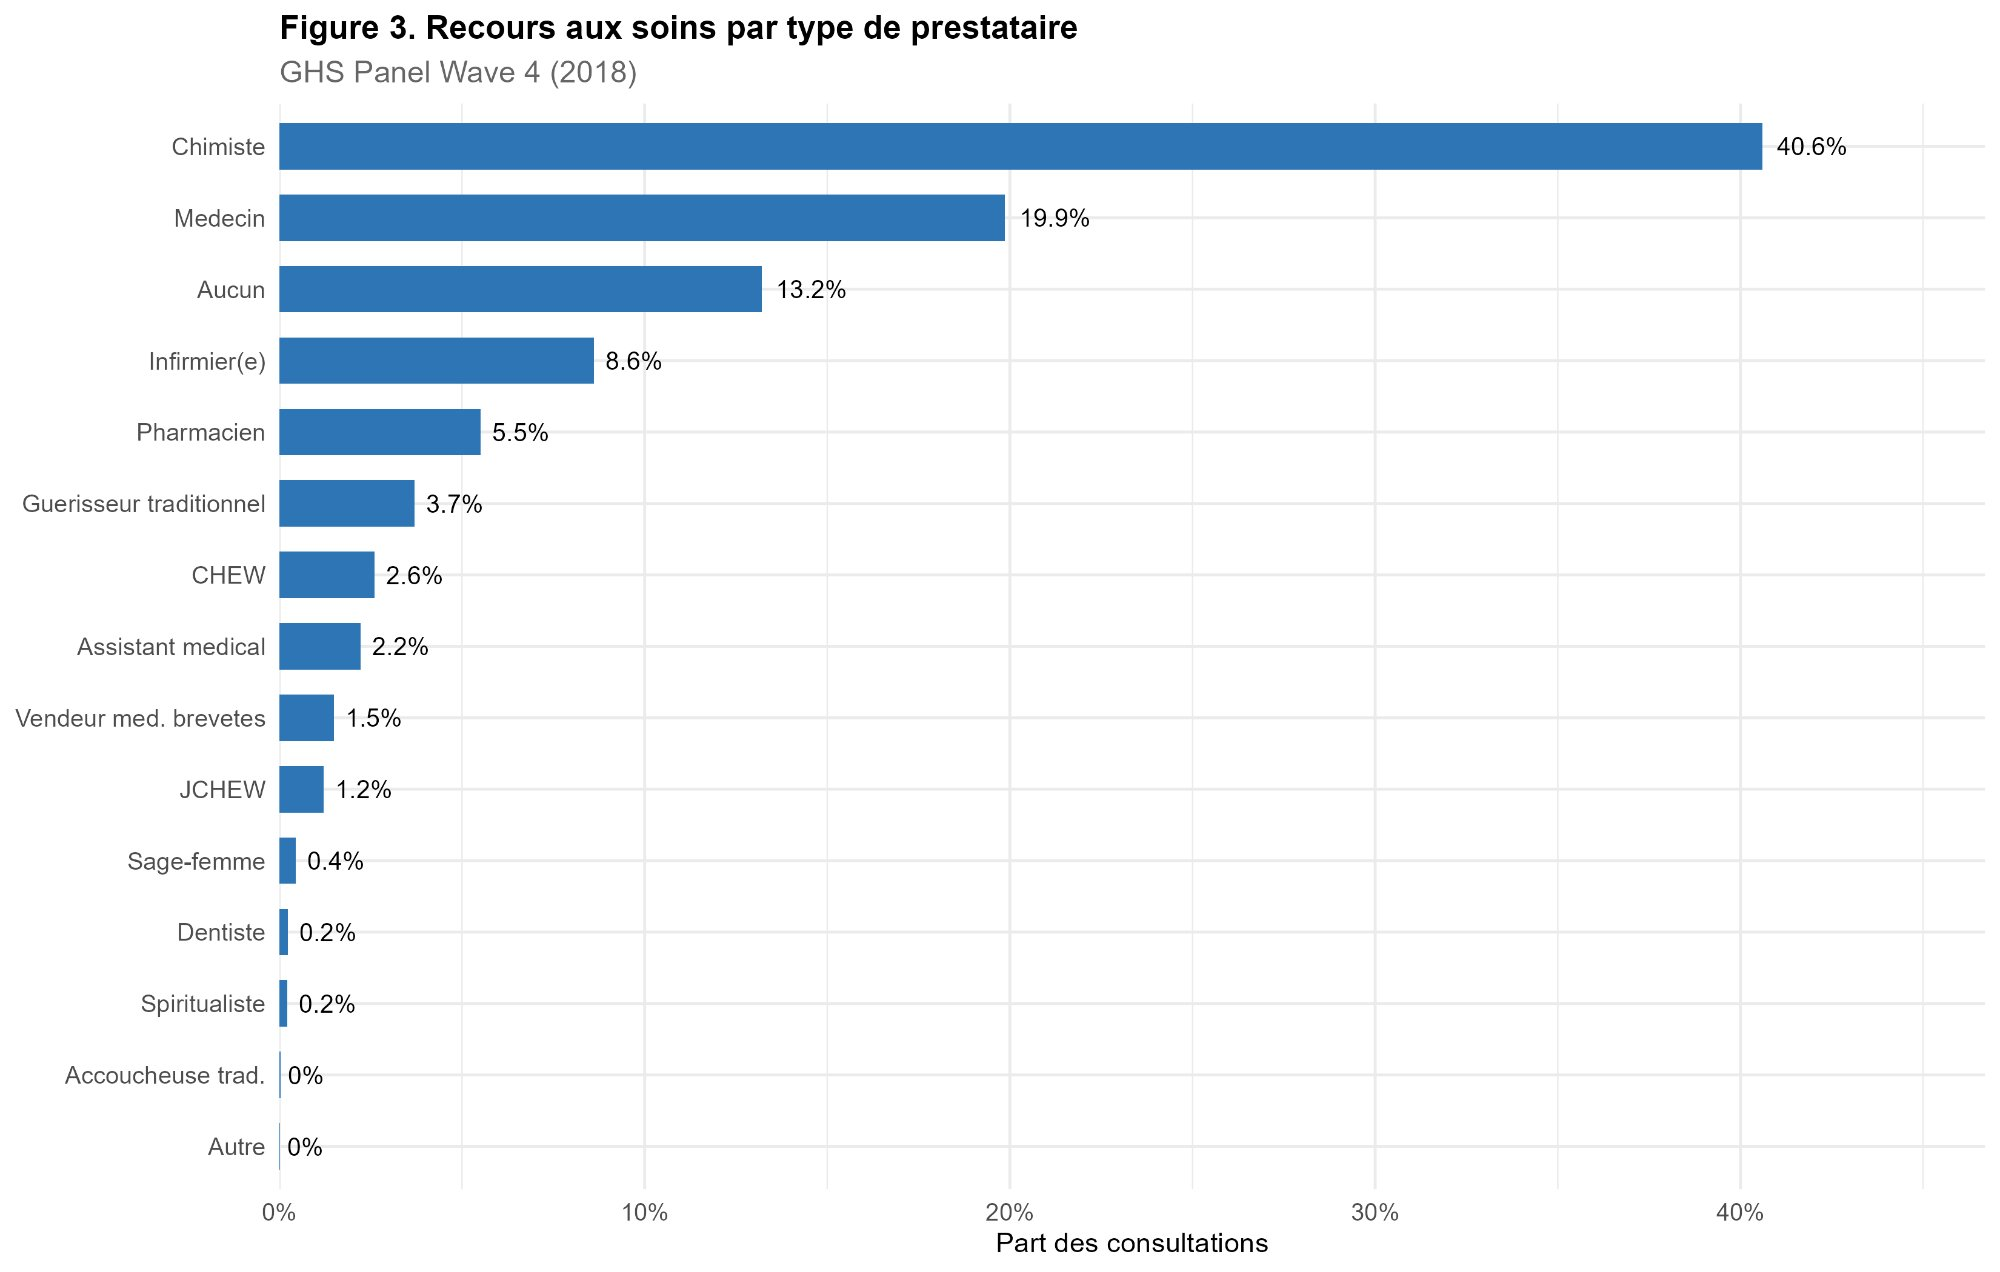 Figure 3. Recours aux soins par type de prestataire
GHS Panel Wave 4 (2018)
Chimiste 40.6%
Medecin 19.9%
Aucun 13.2%
Infirmier(e) 8.6%
Pharmacien 5.5%
Guerisseur traditionnel 3.7%
CHEW 2.6%
Assistant medical 2.2%
Vendeur med. brevetes 1.5%
JCHEW 1.2%
Sage-femme 0.4%
Dentiste 0.2%
Spiritualiste 0.2%
Accoucheuse trad. 0%
Autre 0%
0% 10% 20% 30% 40%
Part des consultations